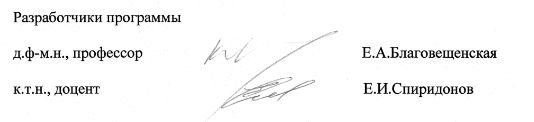 Разработчики программы
д.ф-м.н., профессор Е.А.Благовещенская
к.т.н., доцент Е.И.Спиридонов